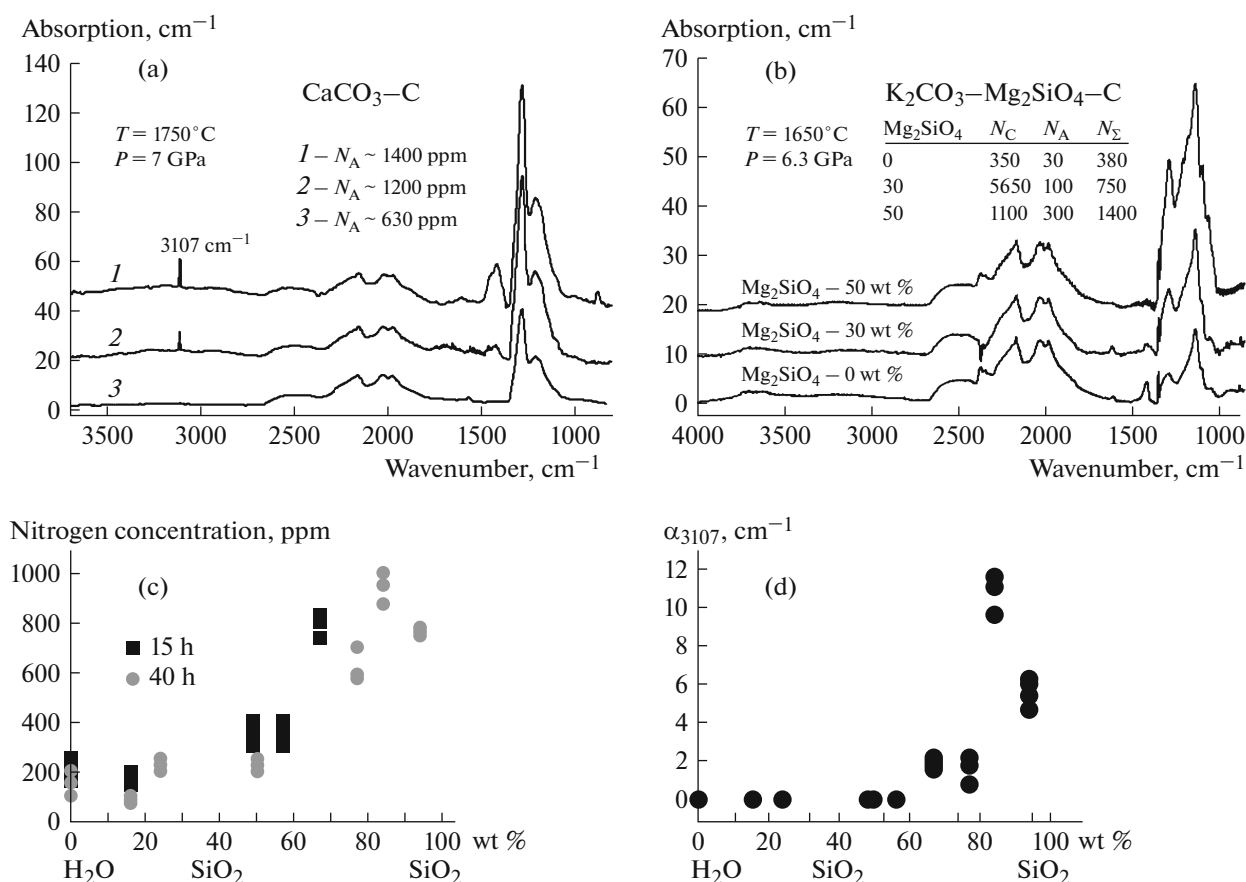 Absorption, cm⁻¹
140
120
100
80
60
40
20
0
(a)
CaCO₃–C
T = 1750°C
P = 7 GPa
1 – N_A ~ 1400 ppm
2 – N_A ~ 1200 ppm
3 – N_A ~ 630 ppm
3107 cm⁻¹
1
2
3
3500 3000 2500 2000 1500 1000
Wavenumber, cm⁻¹
Absorption, cm⁻¹
70
60
50
40
30
20
10
0
(b)
K₂CO₃–Mg₂SiO₄–C
T = 1650°C
P = 6.3 GPa
Mg₂SiO₄ N_C N_A N_Σ
0 350 30 380
30 5650 100 750
50 1100 300 1400
Mg₂SiO₄ – 50 wt %
Mg₂SiO₄ – 30 wt %
Mg₂SiO₄ – 0 wt %
4000 3500 3000 2500 2000 1500 1000
Wavenumber, cm⁻¹
Nitrogen concentration, ppm
1000
800
600
400
200
0
(c)
15 h
40 h
0 20 40 60 80 100 wt %
H₂O SiO₂ SiO₂
α₃₁₀₇, cm⁻¹
12
10
8
6
4
2
0
(d)
0 20 40 60 80 100 wt %
H₂O SiO₂ SiO₂